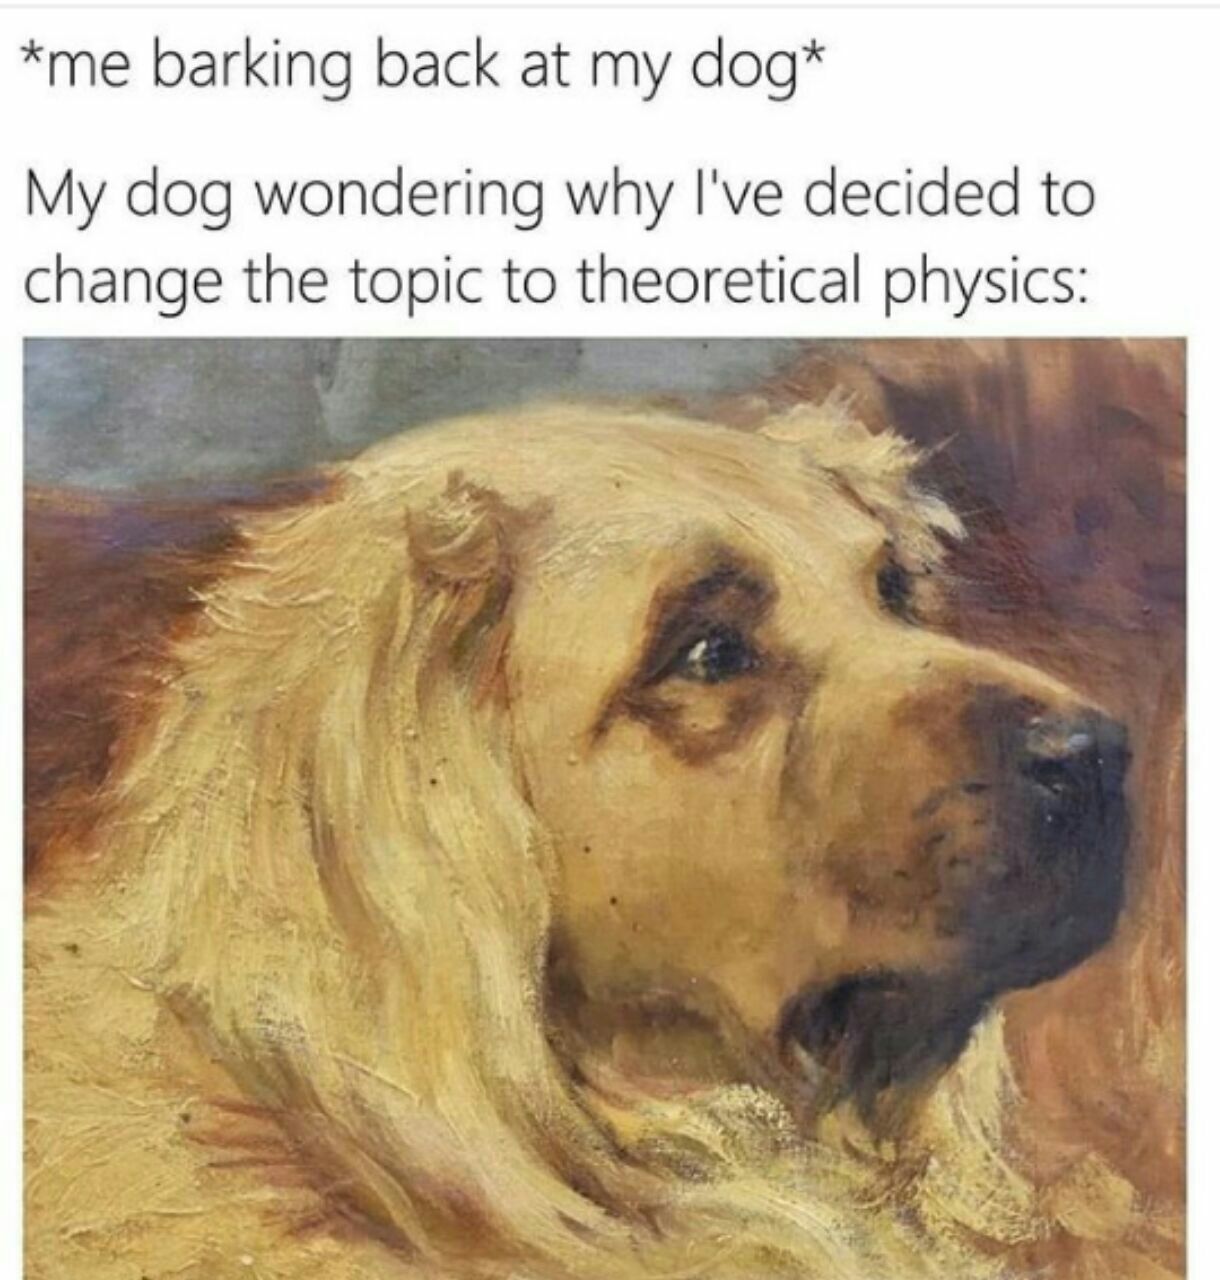 *me barking back at my dog*
My dog wondering why I've decided to
change the topic to theoretical physics: